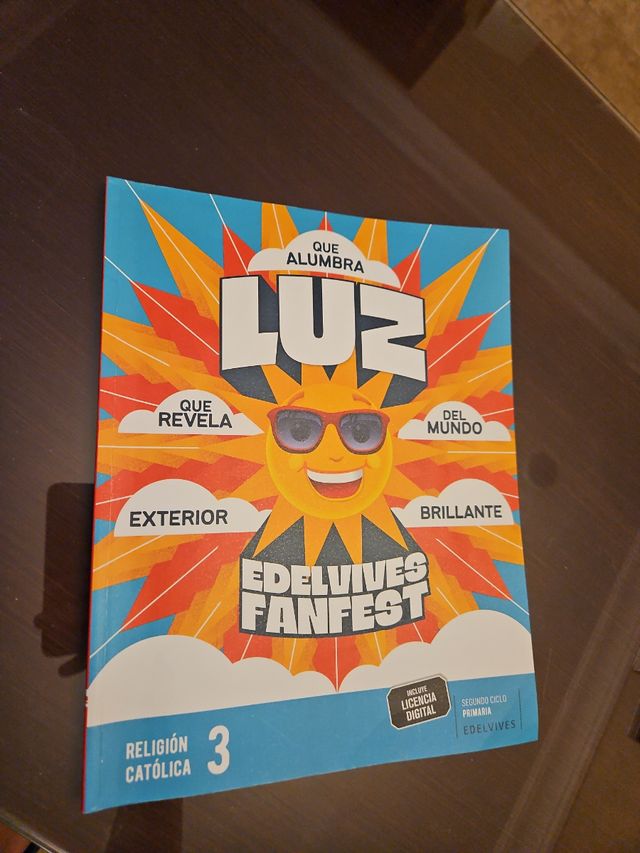 QUE
ALUMBRA
LUZ
QUE
REVELA
DEL
MUNDO
EXTERIOR
BRILLANTE
EDELVIVES
FANFEST
INCLUYE
LICENCIA
DIGITAL
SEGUNDO CICLO
PRIMARIA
EDELVIVES
RELIGIÓN
CATÓLICA 3